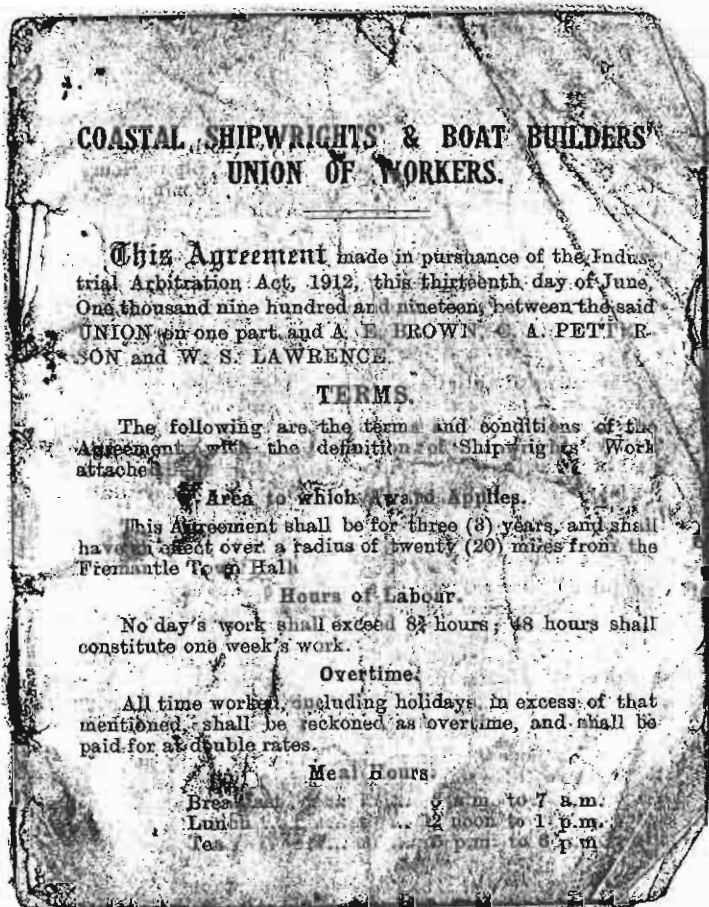 COASTAL SHIPWRIGHTS' & BOAT BUILDERS'
UNION OF WORKERS.
This Agreement made in pursuance of the Indus-
trial Arbitration Act, 1912, this thirteenth day of June,
One thousand nine hundred and nineteen, between the said
UNION on one part and A. E. BROWN, A. PETTER-
SON and W. S. LAWRENCE.
TERMS.
The following are the terms and conditions of the
Agreement, with the definition of Shipwrights' Work
attached
Area to which Award Applies.
This Agreement shall be for three (3) years, and shall
have an effect over a radius of twenty (20) miles from the
Fremantle Town Hall
Hours of Labour.
No day's work shall exceed 8¾ hours; 48 hours shall
constitute one week's work.
Overtime.
All time worked, including holidays, in excess of that
mentioned, shall be reckoned as overtime, and shall be
paid for at double rates.
Meal Hours.
Breakfast a.m. to 7 a.m.
Lunch ... 12 noon to 1 p.m.
Tea p.m. to 6 p.m.